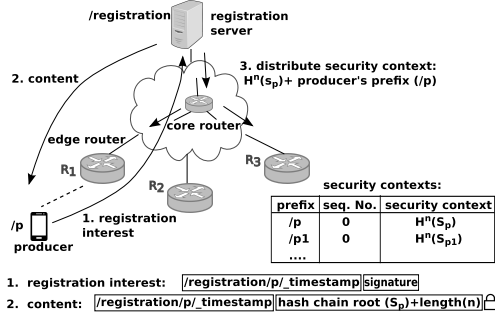 /registration
registration
server
2. content
3. distribute security context:
Hⁿ(sₚ)+ producer's prefix (/p)
core router
edge router
R1
R2
R3
/p
producer
1. registration
interest
security contexts:
prefix seq. No. security context
/p 0 Hⁿ(Sp)
/p1 0 Hⁿ(Sp1)
....
1. registration interest: /registration/p/_timestamp signature
2. content: /registration/p/_timestamp hash chain root (Sp)+length(n)